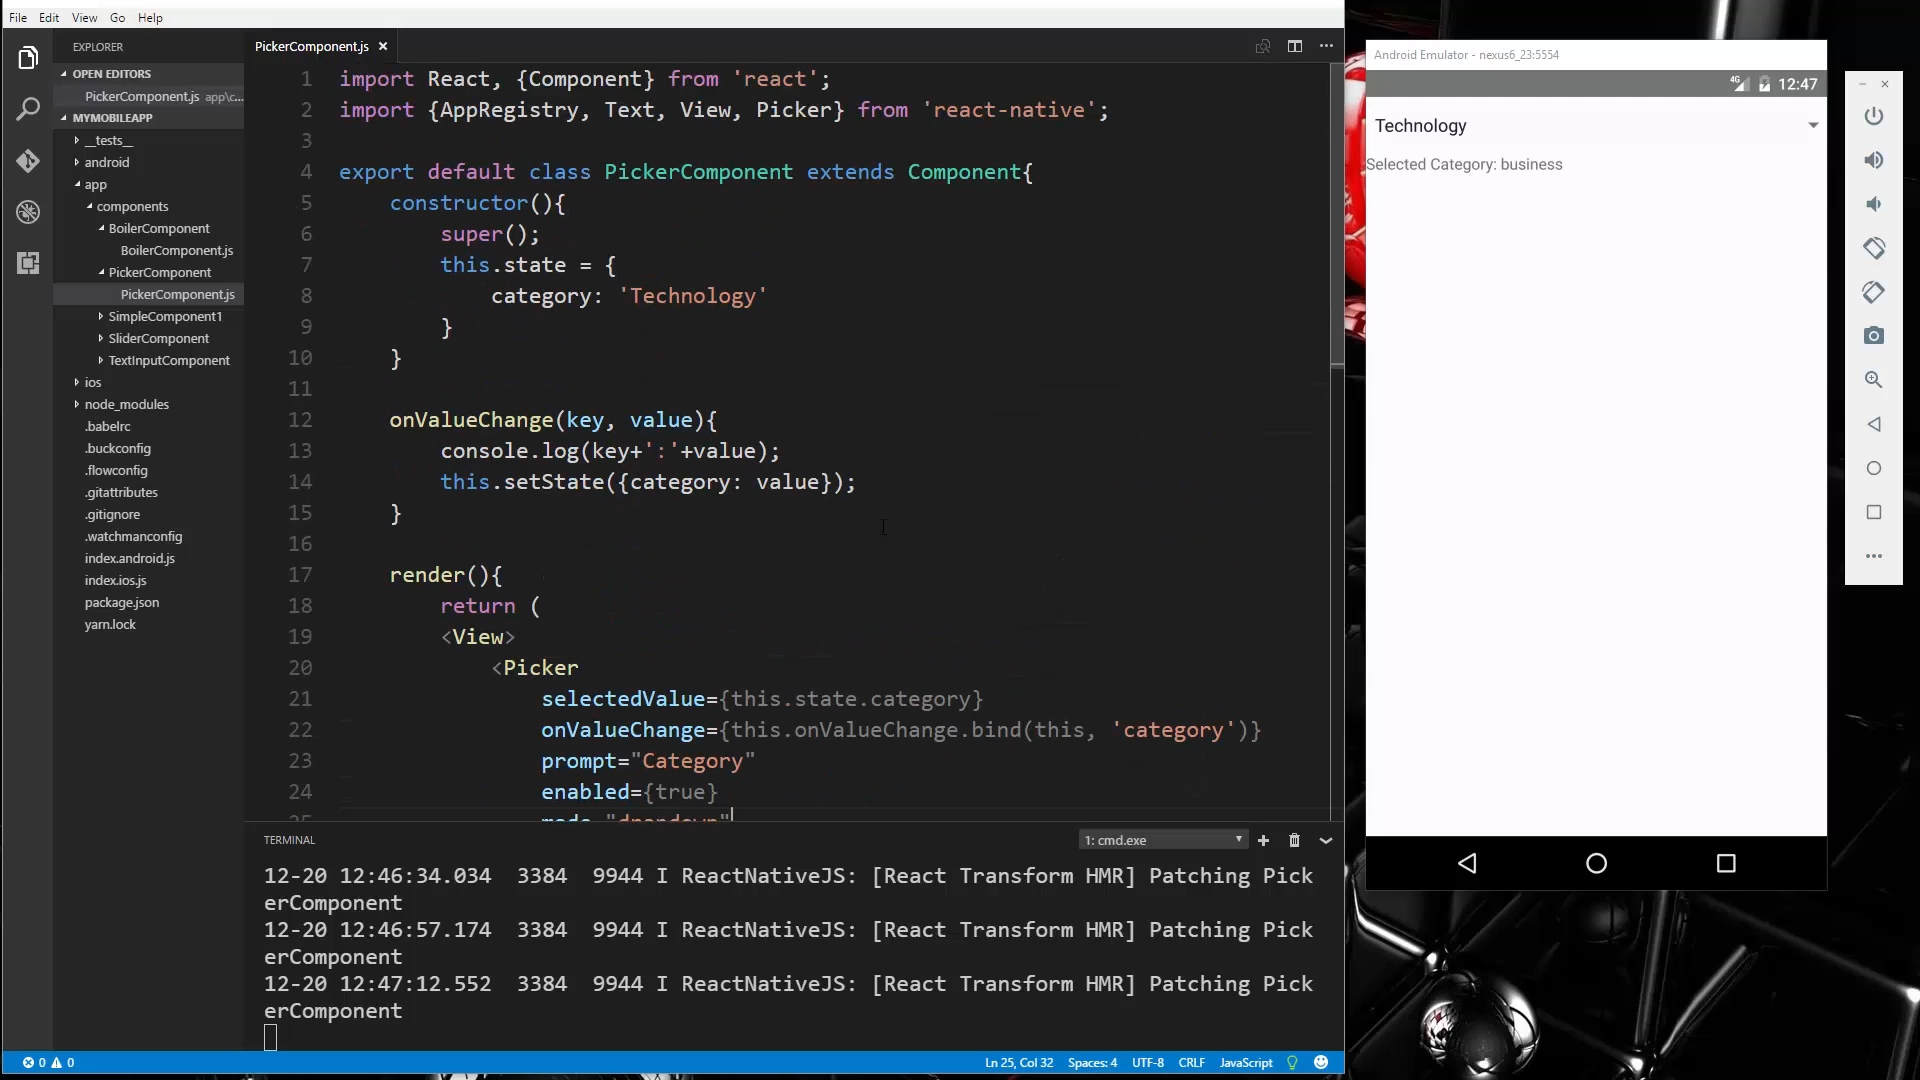 File Edit View Go Help
EXPLORER
OPEN EDITORS
PickerComponent.js app\c...
MYMOBILEAPP
__tests__
android
app
components
BoilerComponent
BoilerComponent.js
PickerComponent
PickerComponent.js
SimpleComponent1
SliderComponent
TextInputComponent
ios
node_modules
.babelrc
.buckconfig
.flowconfig
.gitattributes
.gitignore
.watchmanconfig
index.android.js
index.ios.js
package.json
yarn.lock
PickerComponent.js
1 import React, {Component} from 'react';
2 import {AppRegistry, Text, View, Picker} from 'react-native';
3
4 export default class PickerComponent extends Component{
5 constructor(){
6 super();
7 this.state = {
8 category: 'Technology'
9 }
10 }
11
12 onValueChange(key, value){
13 console.log(key+':'+value);
14 this.setState({category: value});
15 }
16
17 render(){
18 return (
19 <View>
20 <Picker
21 selectedValue={this.state.category}
22 onValueChange={this.onValueChange.bind(this, 'category')}
23 prompt="Category"
24 enabled={true}
25 mode="dropdown"
TERMINAL
1: cmd.exe
12-20 12:46:34.034 3384 9944 I ReactNativeJS: [React Transform HMR] Patching Pick
erComponent
12-20 12:46:57.174 3384 9944 I ReactNativeJS: [React Transform HMR] Patching Pick
erComponent
12-20 12:47:12.552 3384 9944 I ReactNativeJS: [React Transform HMR] Patching Pick
erComponent
0 0
Ln 25, Col 32 Spaces: 4 UTF-8 CRLF JavaScript
Android Emulator - nexus6_23:5554
4G 12:47
Technology
Selected Category: business